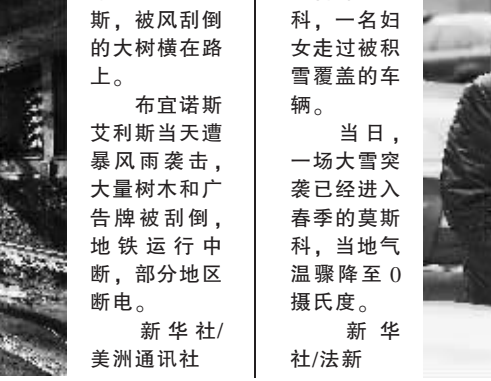 斯，被风刮倒
的大树横在路
上。
布宜诺斯
艾利斯当天遭
暴风雨袭击，
大量树木和广
告牌被刮倒，
地铁运行中
断，部分地区
断电。
新华社/
美洲通讯社
科，一名妇
女走过被积
雪覆盖的车
辆。
当日，
一场大雪突
袭已经进入
春季的莫斯
科，当地气
温骤降至 0
摄氏度。
新华
社/法新